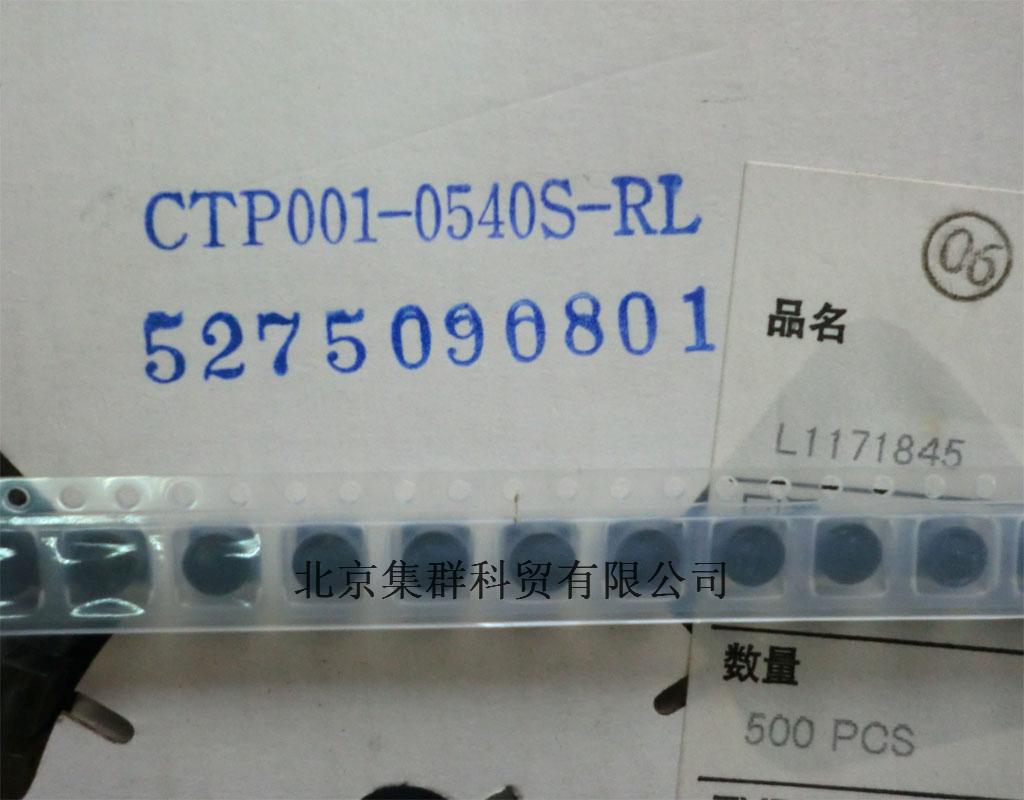 CTP001-0540S-RL
5275090801
06
品名
L1171845
北京集群科贸有限公司
数量
500 PCS